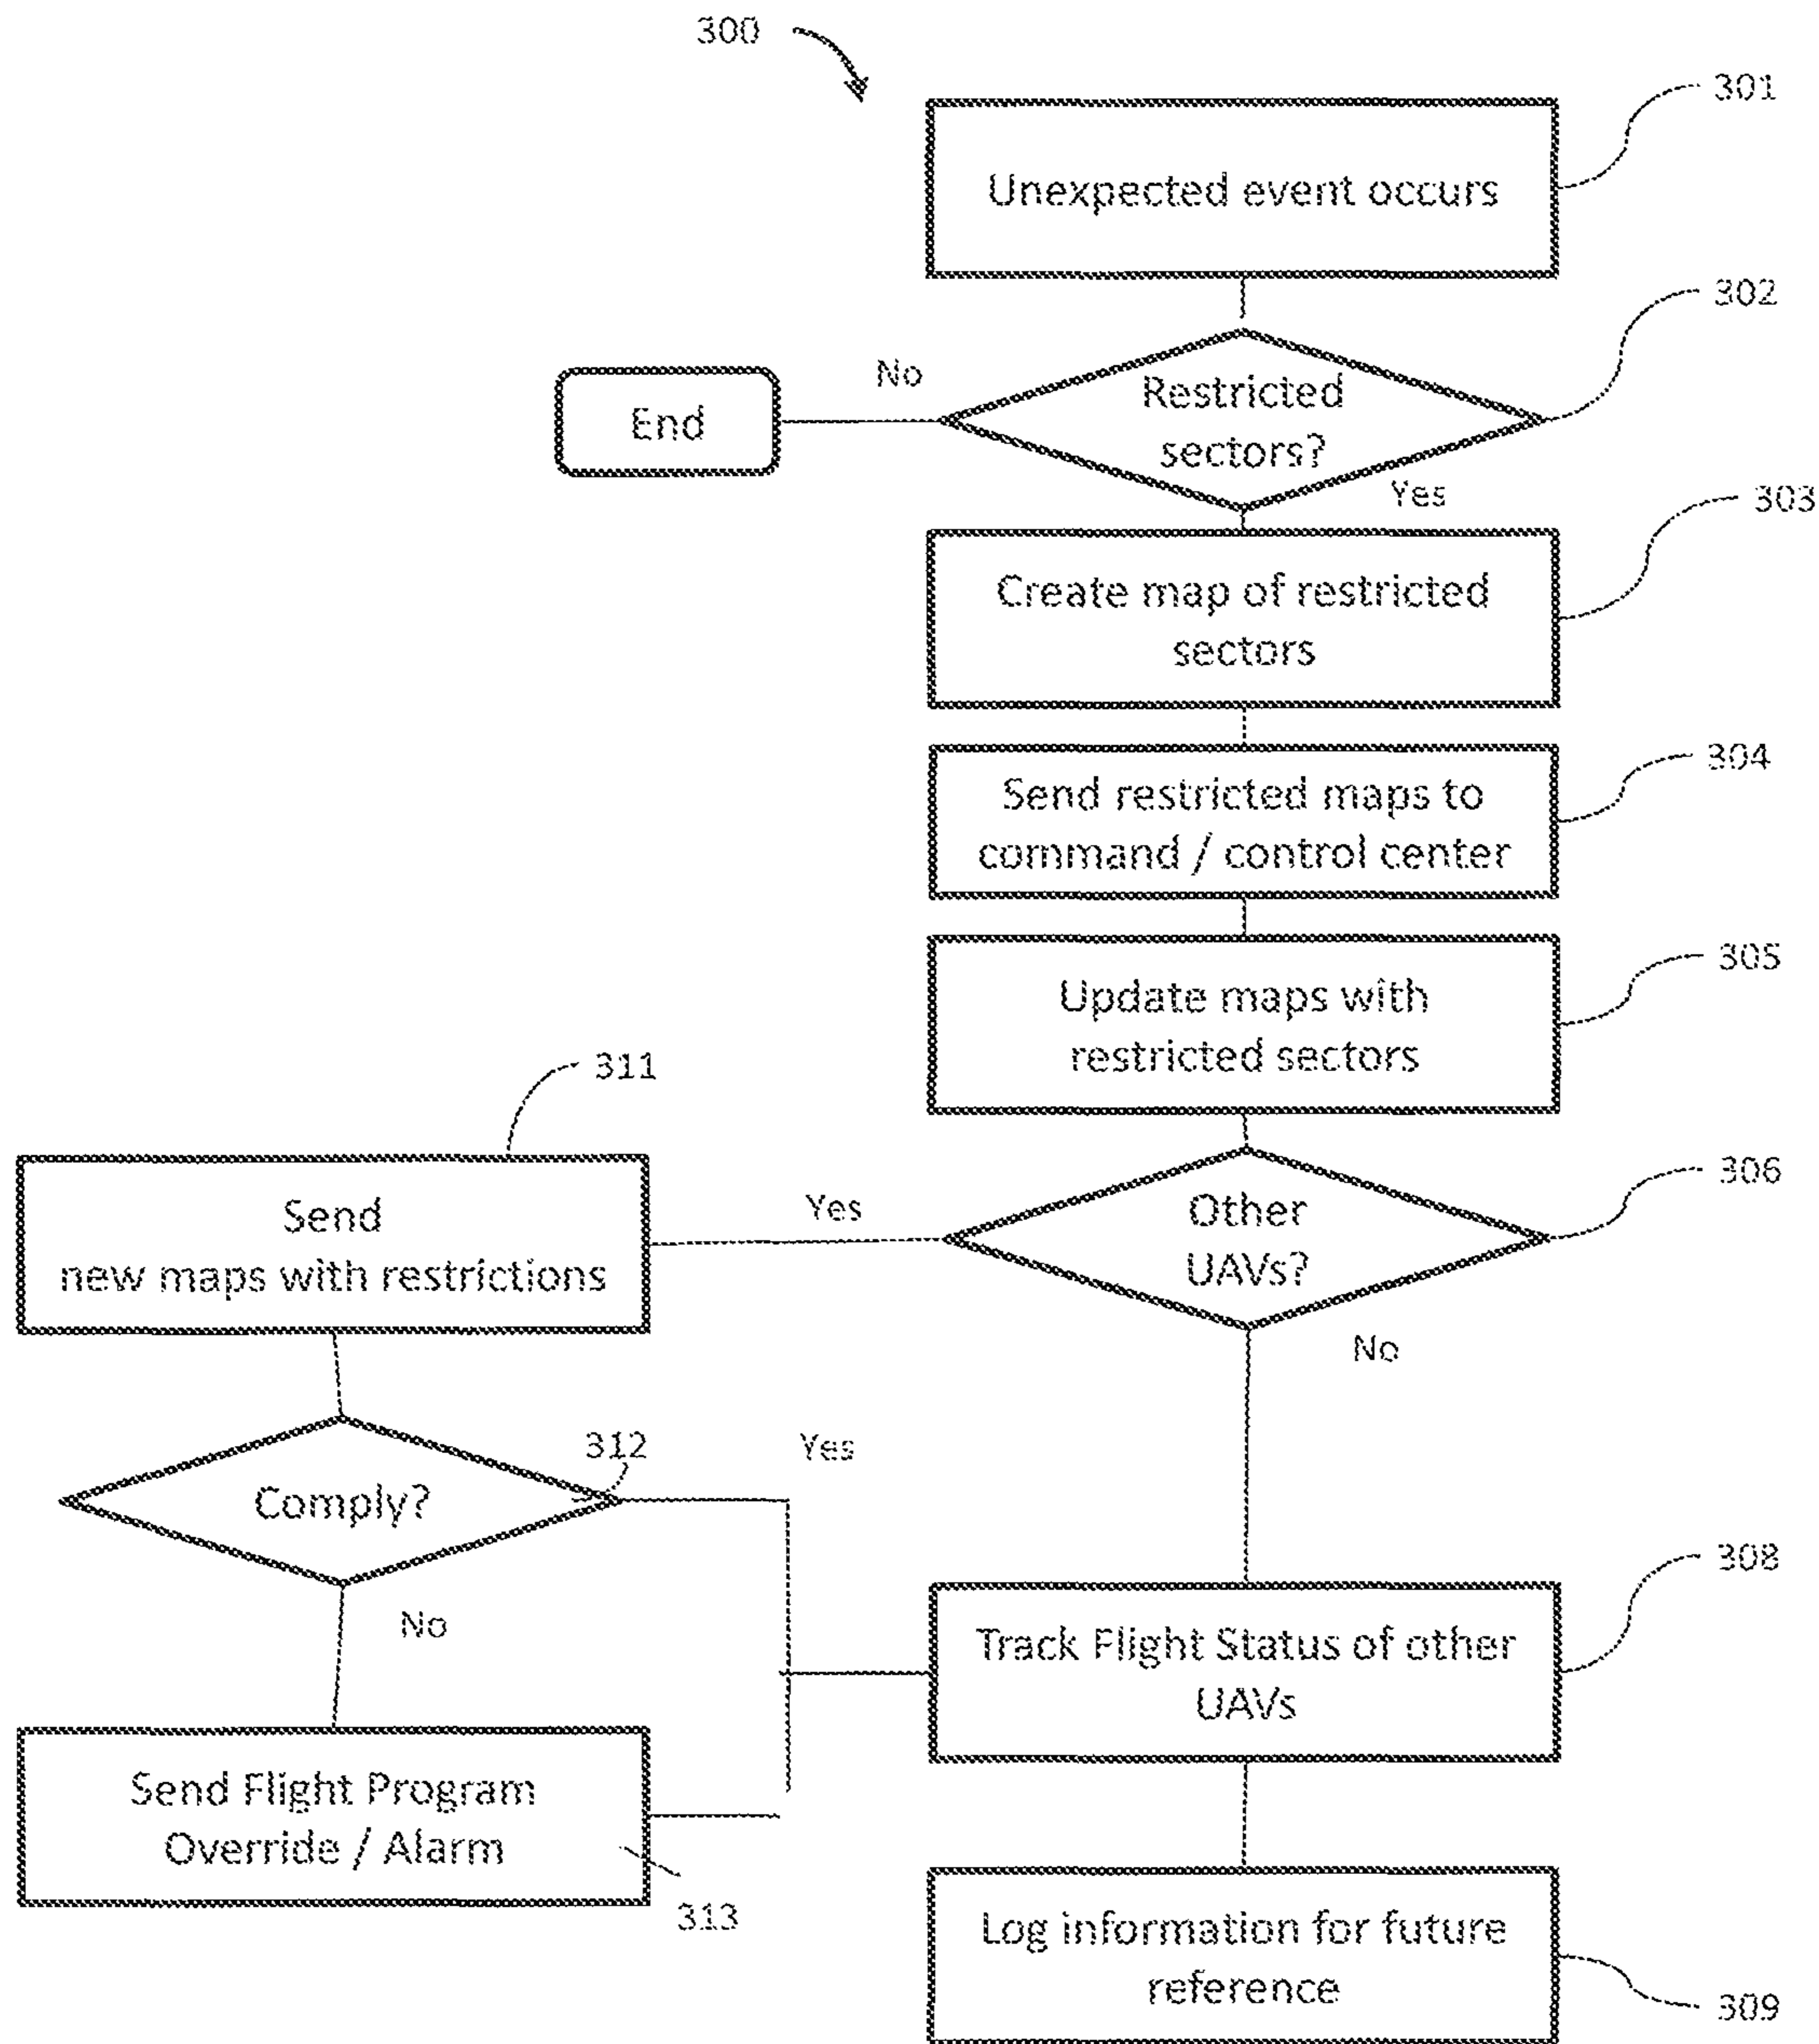 300
301
Unexpected event occurs
302
No
Restricted
sectors?
End
Yes
303
Create map of restricted
sectors
304
Send restricted maps to
command / control center
305
Update maps with
restricted sectors
311
306
Send
new maps with restrictions
Yes
Other
UAVs?
No
312
Yes
Comply?
308
No
Track Flight Status of other
UAVs
Send Flight Program
Override / Alarm
313
Log information for future
reference
309